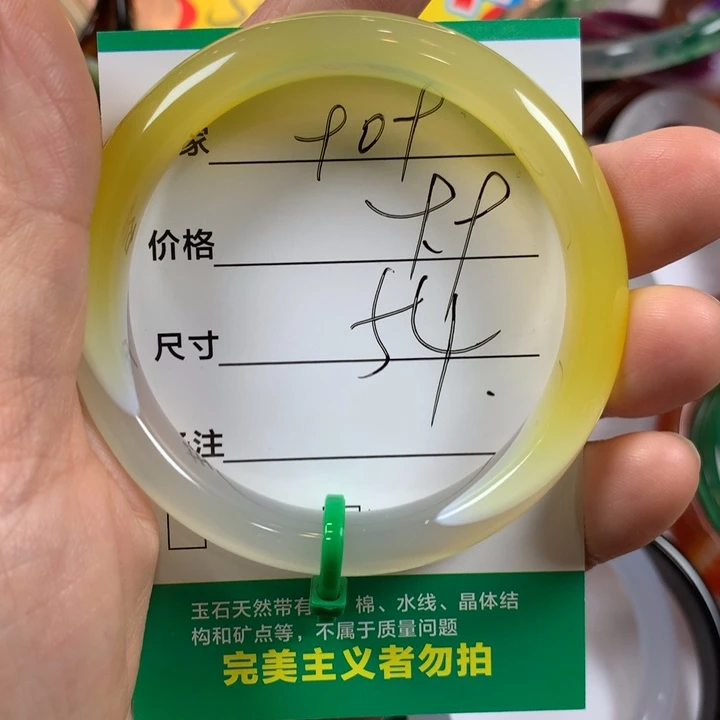 家
价格
尺寸 54.
注
玉石天然带有 棉、水线、晶体结
构和矿点等，不属于质量问题
完美主义者勿拍